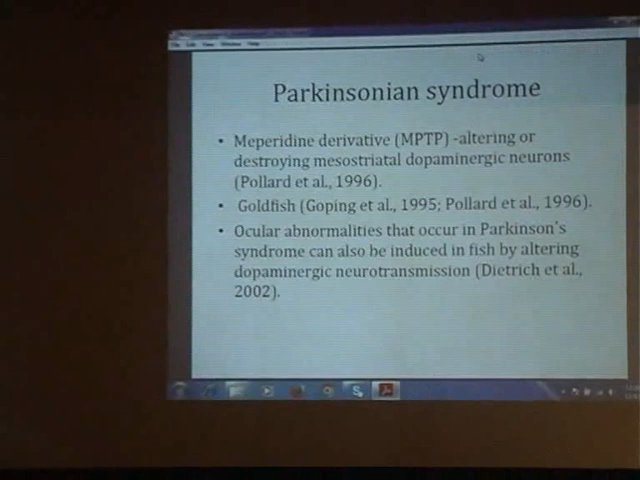 Parkinsonian syndrome
• Meperidine derivative (MPTP) -altering or
destroying mesostriatal dopaminergic neurons
(Pollard et al., 1996).
• Goldfish (Goping et al., 1995; Pollard et al., 1996).
• Ocular abnormalities that occur in Parkinson's
syndrome can also be induced in fish by altering
dopaminergic neurotransmission (Dietrich et al.,
2002).